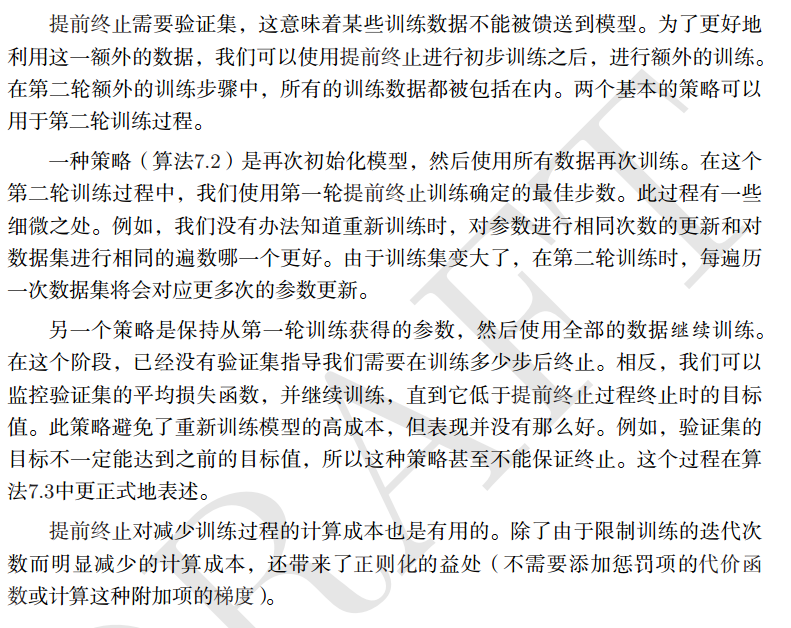 提前终止需要验证集，这意味着某些训练数据不能被馈送到模型。为了更好地
利用这一额外的数据，我们可以使用提前终止进行初步训练之后，进行额外的训练。
在第二轮额外的训练步骤中，所有的训练数据都被包括在内。两个基本的策略可以
用于第二轮训练过程。
一种策略（算法7.2）是再次初始化模型，然后使用所有数据再次训练。在这个
第二轮训练过程中，我们使用第一轮提前终止训练确定的最佳步数。此过程有一些
细微之处。例如，我们没有办法知道重新训练时，对参数进行相同次数的更新和对
数据集进行相同的遍数哪一个更好。由于训练集变大了，在第二轮训练时，每遍历
一次数据集将会对应更多次的参数更新。
另一个策略是保持从第一轮训练获得的参数，然后使用全部的数据继续训练。
在这个阶段，已经没有验证集指导我们需要在训练多少步后终止。相反，我们可以
监控验证集的平均损失函数，并继续训练，直到它低于提前终止过程终止时的目标
值。此策略避免了重新训练模型的高成本，但表现并没有那么好。例如，验证集的
目标不一定能达到之前的目标值，所以这种策略甚至不能保证终止。这个过程在算
法7.3中更正式地表述。
提前终止对减少训练过程的计算成本也是有用的。除了由于限制训练的迭代次
数而明显减少的计算成本，还带来了正则化的益处（不需要添加惩罚项的代价函
数或计算这种附加项的梯度）。
DRAFT